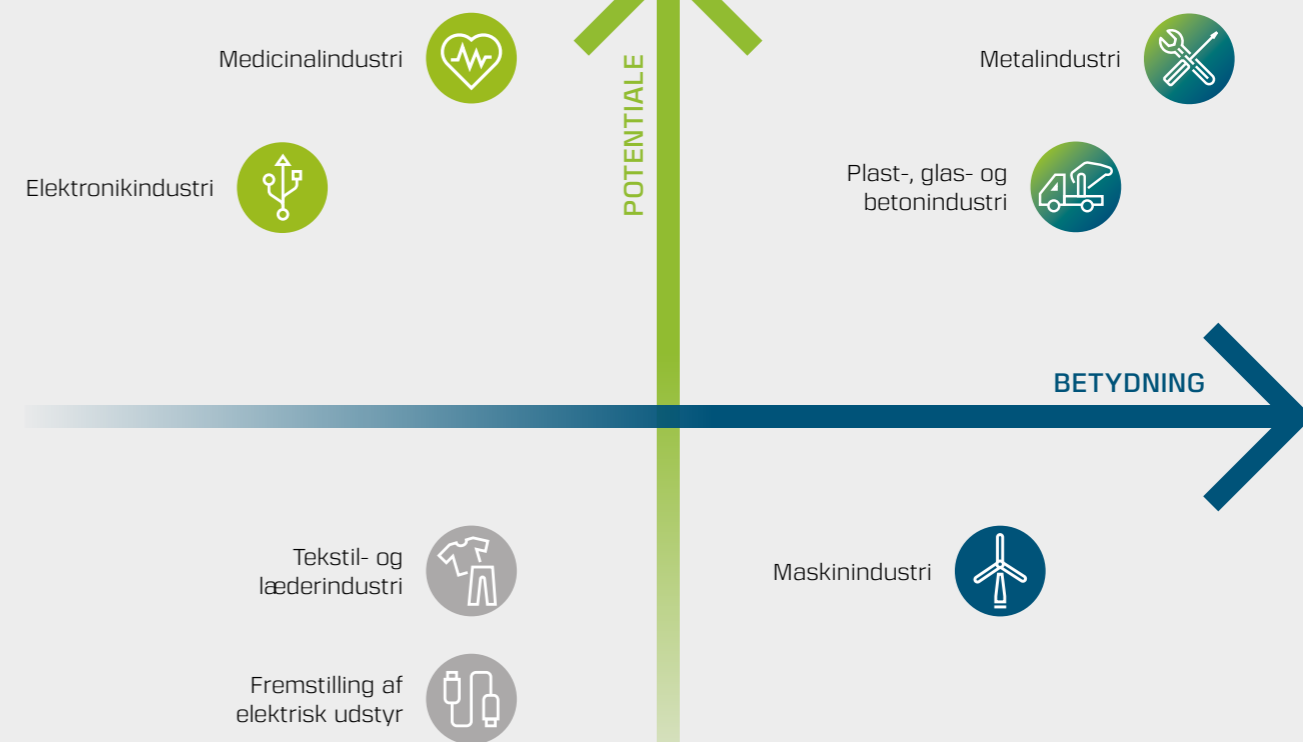 Medicinalindustri
POTENTIALE
Metalindustri
Elektronikindustri
Plast-, glas- og
betonindustri
BETYDNING
Tekstil- og
læderindustri
Maskinindustri
Fremstilling af
elektrisk udstyr